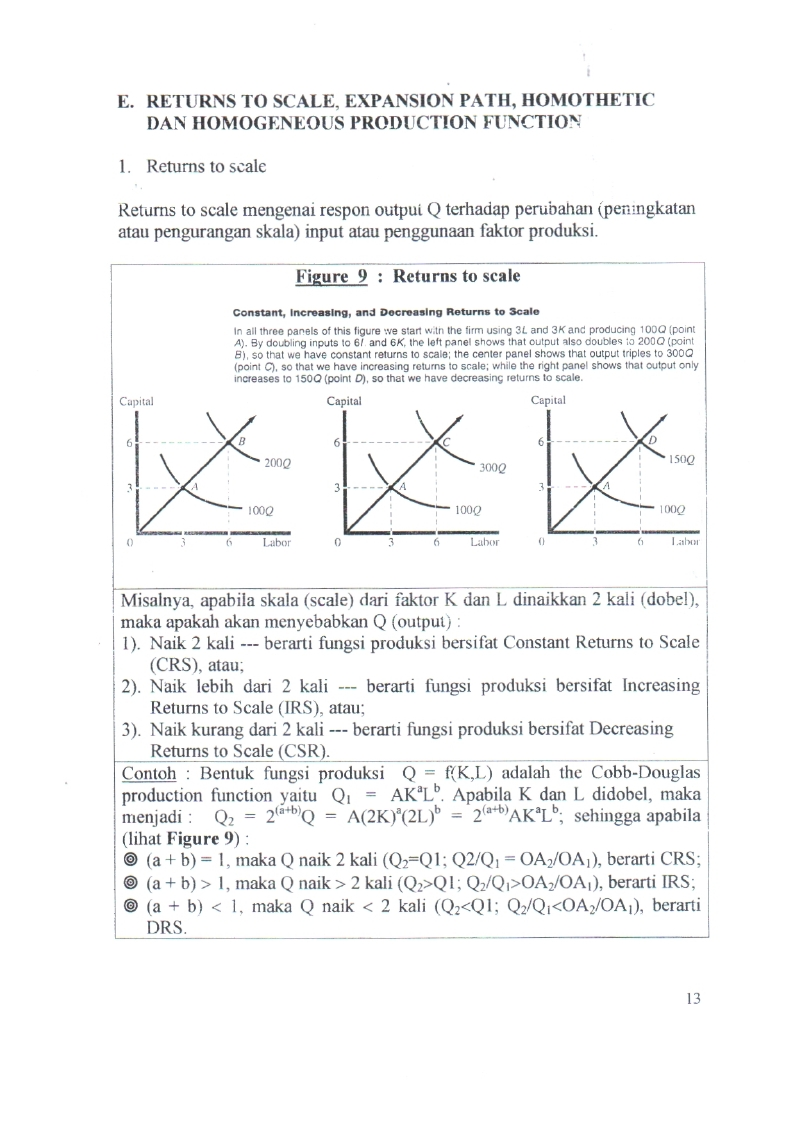 E. RETURNS TO SCALE, EXPANSION PATH, HOMOTHETIC
DAN HOMOGENEOUS PRODUCTION FUNCTION
1. Returns to scale
Returns to scale mengenai respon output Q terhadap perubahan (peningkatan
atau pengurangan skala) input atau penggunaan faktor produksi.
Figure 9 : Returns to scale
Constant, Increasing, and Decreasing Returns to Scale
In all three panels of this figure we start with the firm using 3L and 3K and producing 100Q (point
A). By doubling inputs to 6L and 6K, the left panel shows that output also doubles to 200Q (point
B), so that we have constant returns to scale; the center panel shows that output triples to 300Q
(point C), so that we have increasing returns to scale; while the right panel shows that output only
increases to 150Q (point D), so that we have decreasing returns to scale.
Capital
6
B
200Q
3
A
100Q
0 3 6 Labor
Capital
6
C
300Q
3
A
100Q
0 3 6 Labor
Capital
6
D
150Q
3
A
100Q
0 3 6 Labor
Misalnya, apabila skala (scale) dari faktor K dan L dinaikkan 2 kali (dobel),
maka apakah akan menyebabkan Q (output) :
1). Naik 2 kali --- berarti fungsi produksi bersifat Constant Returns to Scale
(CRS), atau;
2). Naik lebih dari 2 kali --- berarti fungsi produksi bersifat Increasing
Returns to Scale (IRS), atau;
3). Naik kurang dari 2 kali --- berarti fungsi produksi bersifat Decreasing
Returns to Scale (CSR).
Contoh : Bentuk fungsi produksi Q = f(K,L) adalah the Cobb-Douglas
production function yaitu Q₁ = AKᵃLᵇ. Apabila K dan L didobel, maka
menjadi : Q₂ = 2⁽ᵃ⁺ᵇ⁾Q = A(2K)ᵃ(2L)ᵇ = 2⁽ᵃ⁺ᵇ⁾AKᵃLᵇ; sehingga apabila
(lihat Figure 9) :
◎ (a + b) = 1, maka Q naik 2 kali (Q₂=Q1; Q2/Q₁ = OA₂/OA₁), berarti CRS;
◎ (a + b) > 1, maka Q naik > 2 kali (Q₂>Q1; Q₂/Q₁>OA₂/OA₁), berarti IRS;
◎ (a + b) < 1, maka Q naik < 2 kali (Q₂<Q1; Q₂/Q₁<OA₂/OA₁), berarti
DRS.
13